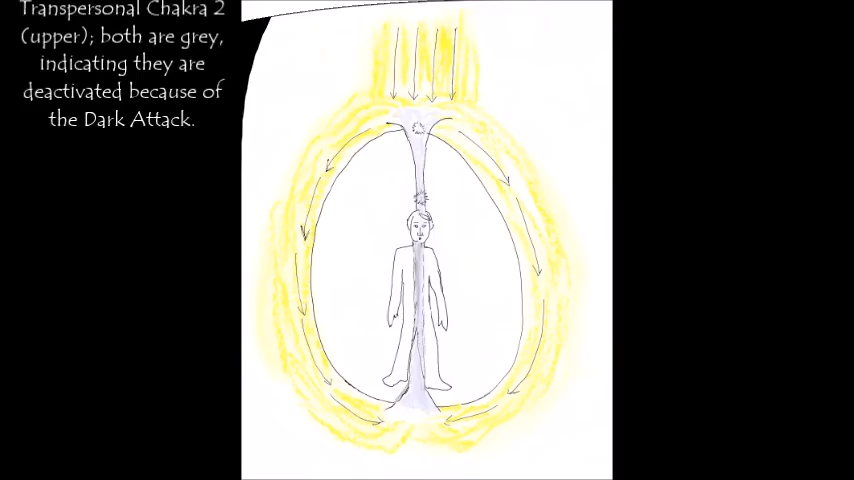 Transpersonal Chakra 2
(upper); both are grey,
indicating they are
deactivated because of
the Dark Attack.